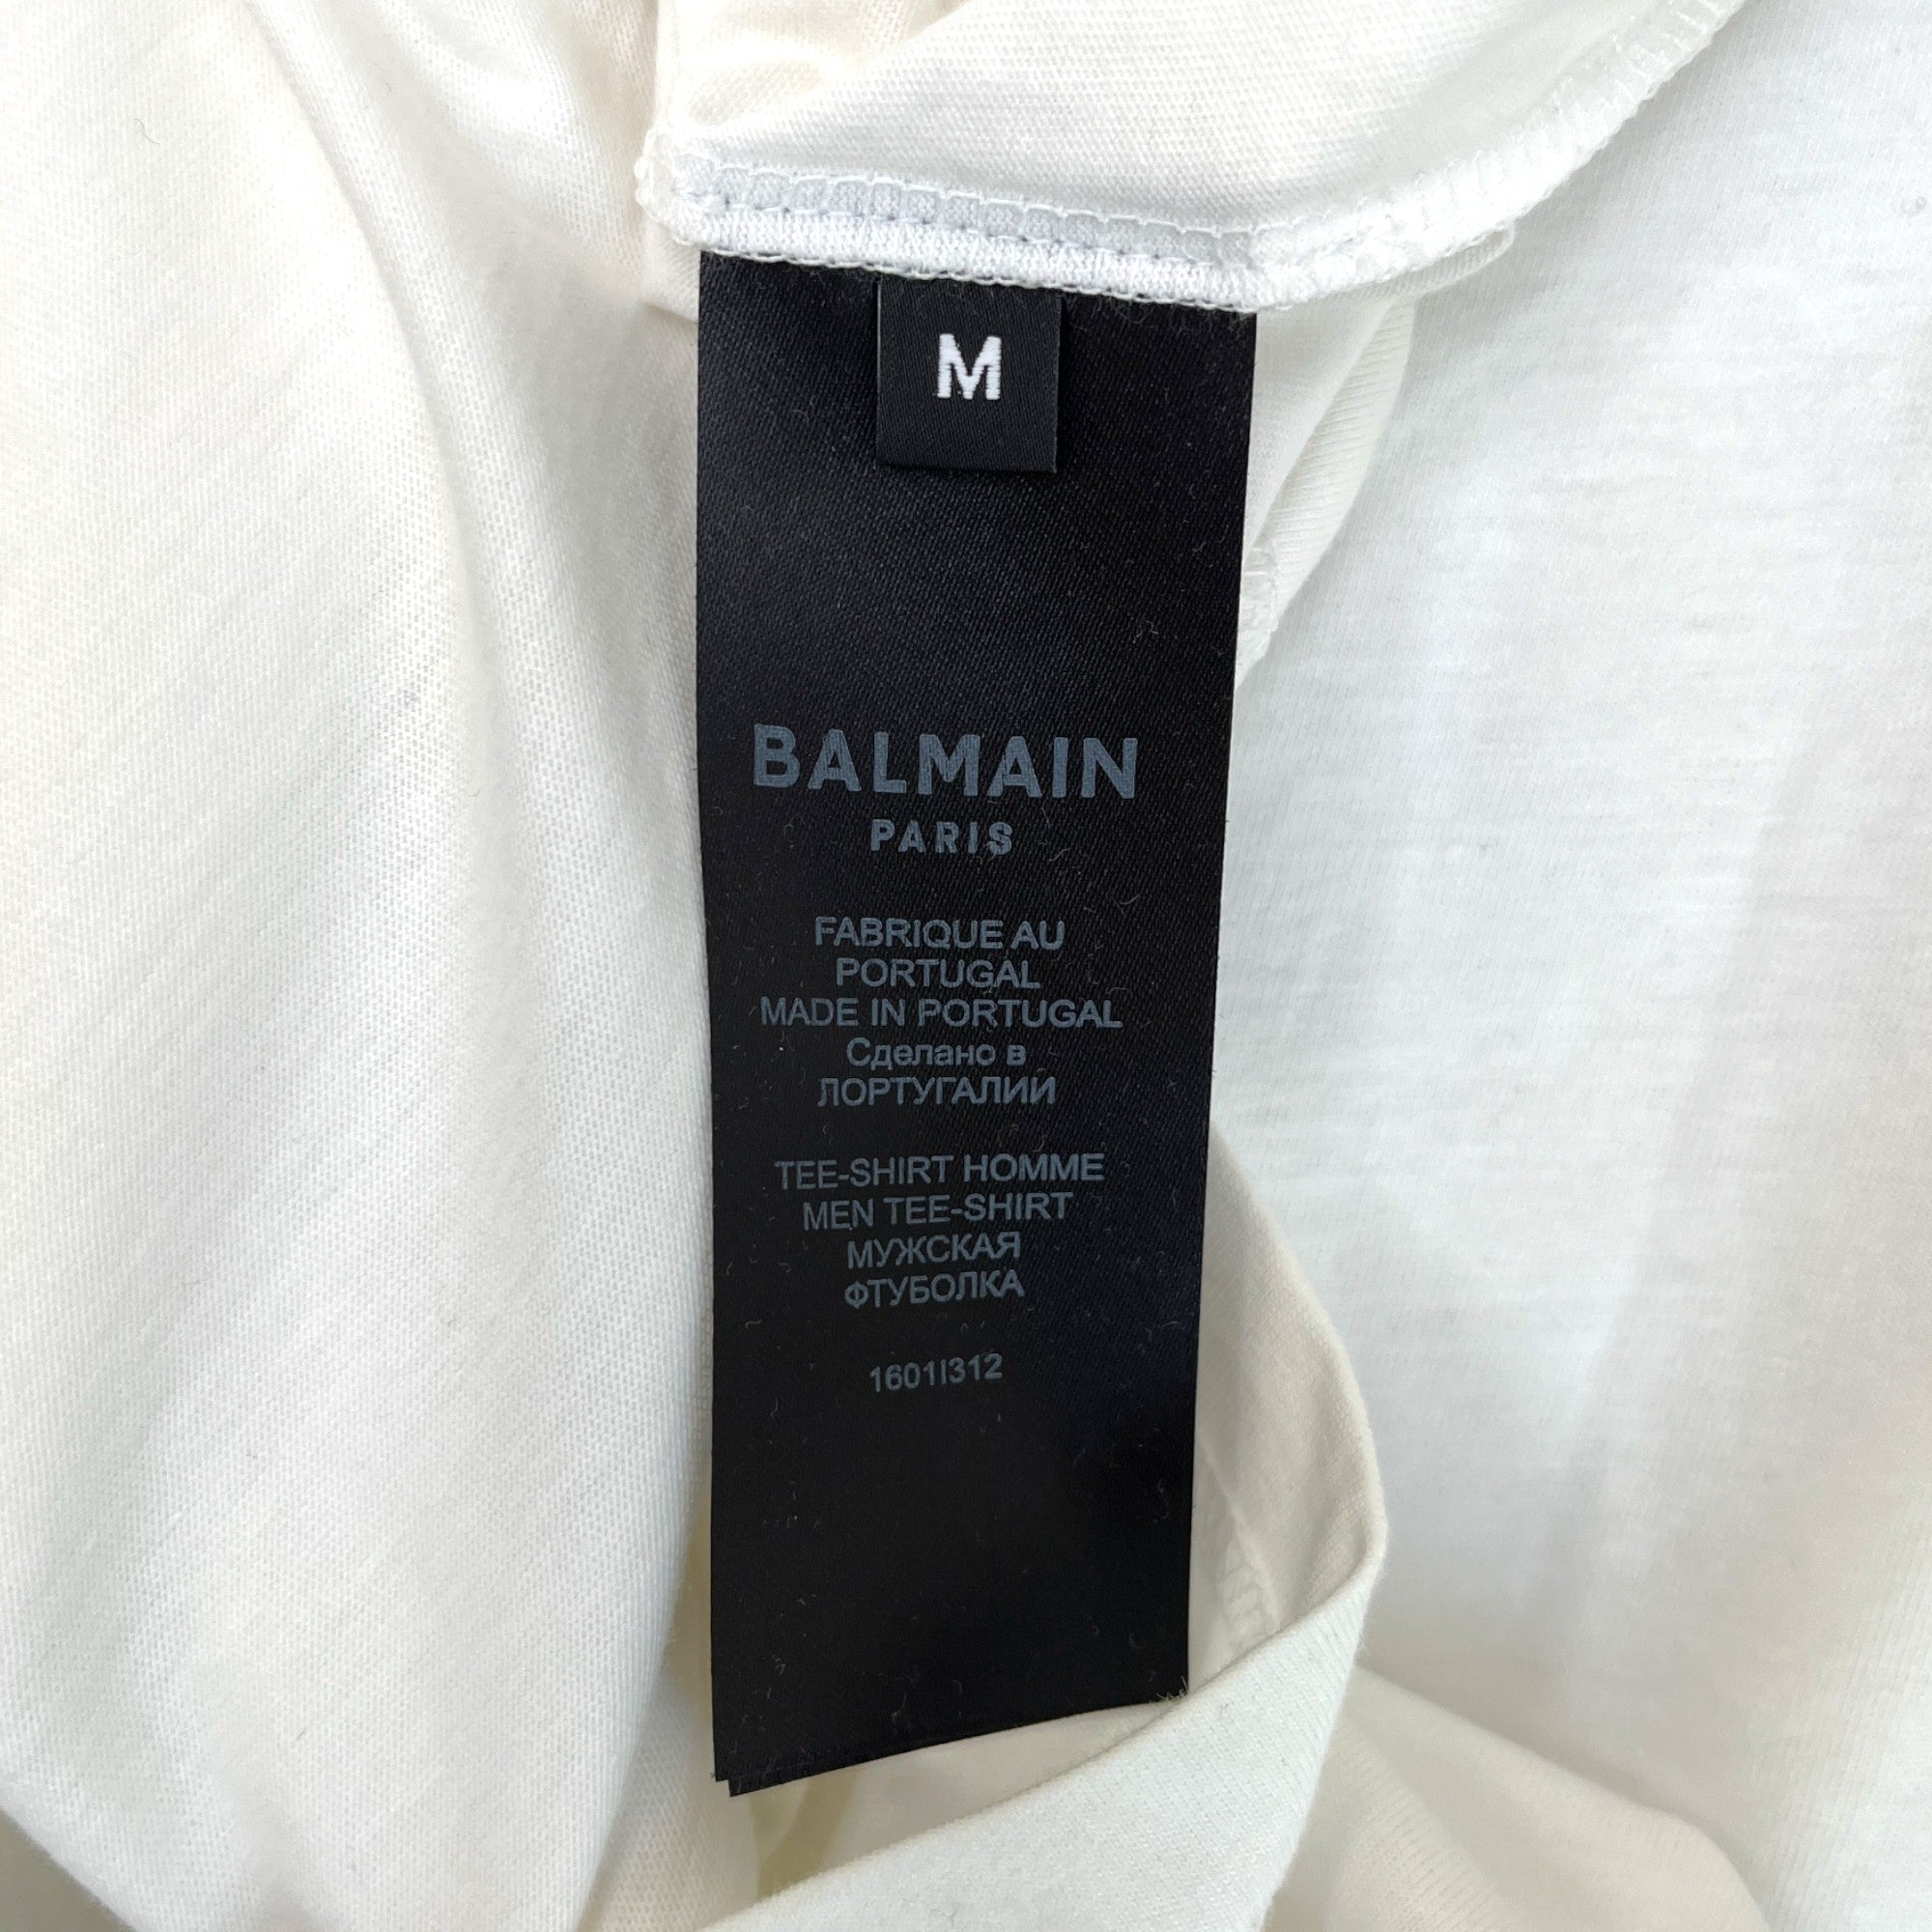 M
BALMAIN
PARIS
FABRIQUE AU
PORTUGAL
MADE IN PORTUGAL
Сделано в
ЛОРТУГАЛИИ
TEE-SHIRT HOMME
MEN TEE-SHIRT
МУЖСКАЯ
ФТУБОЛКА
1601I312